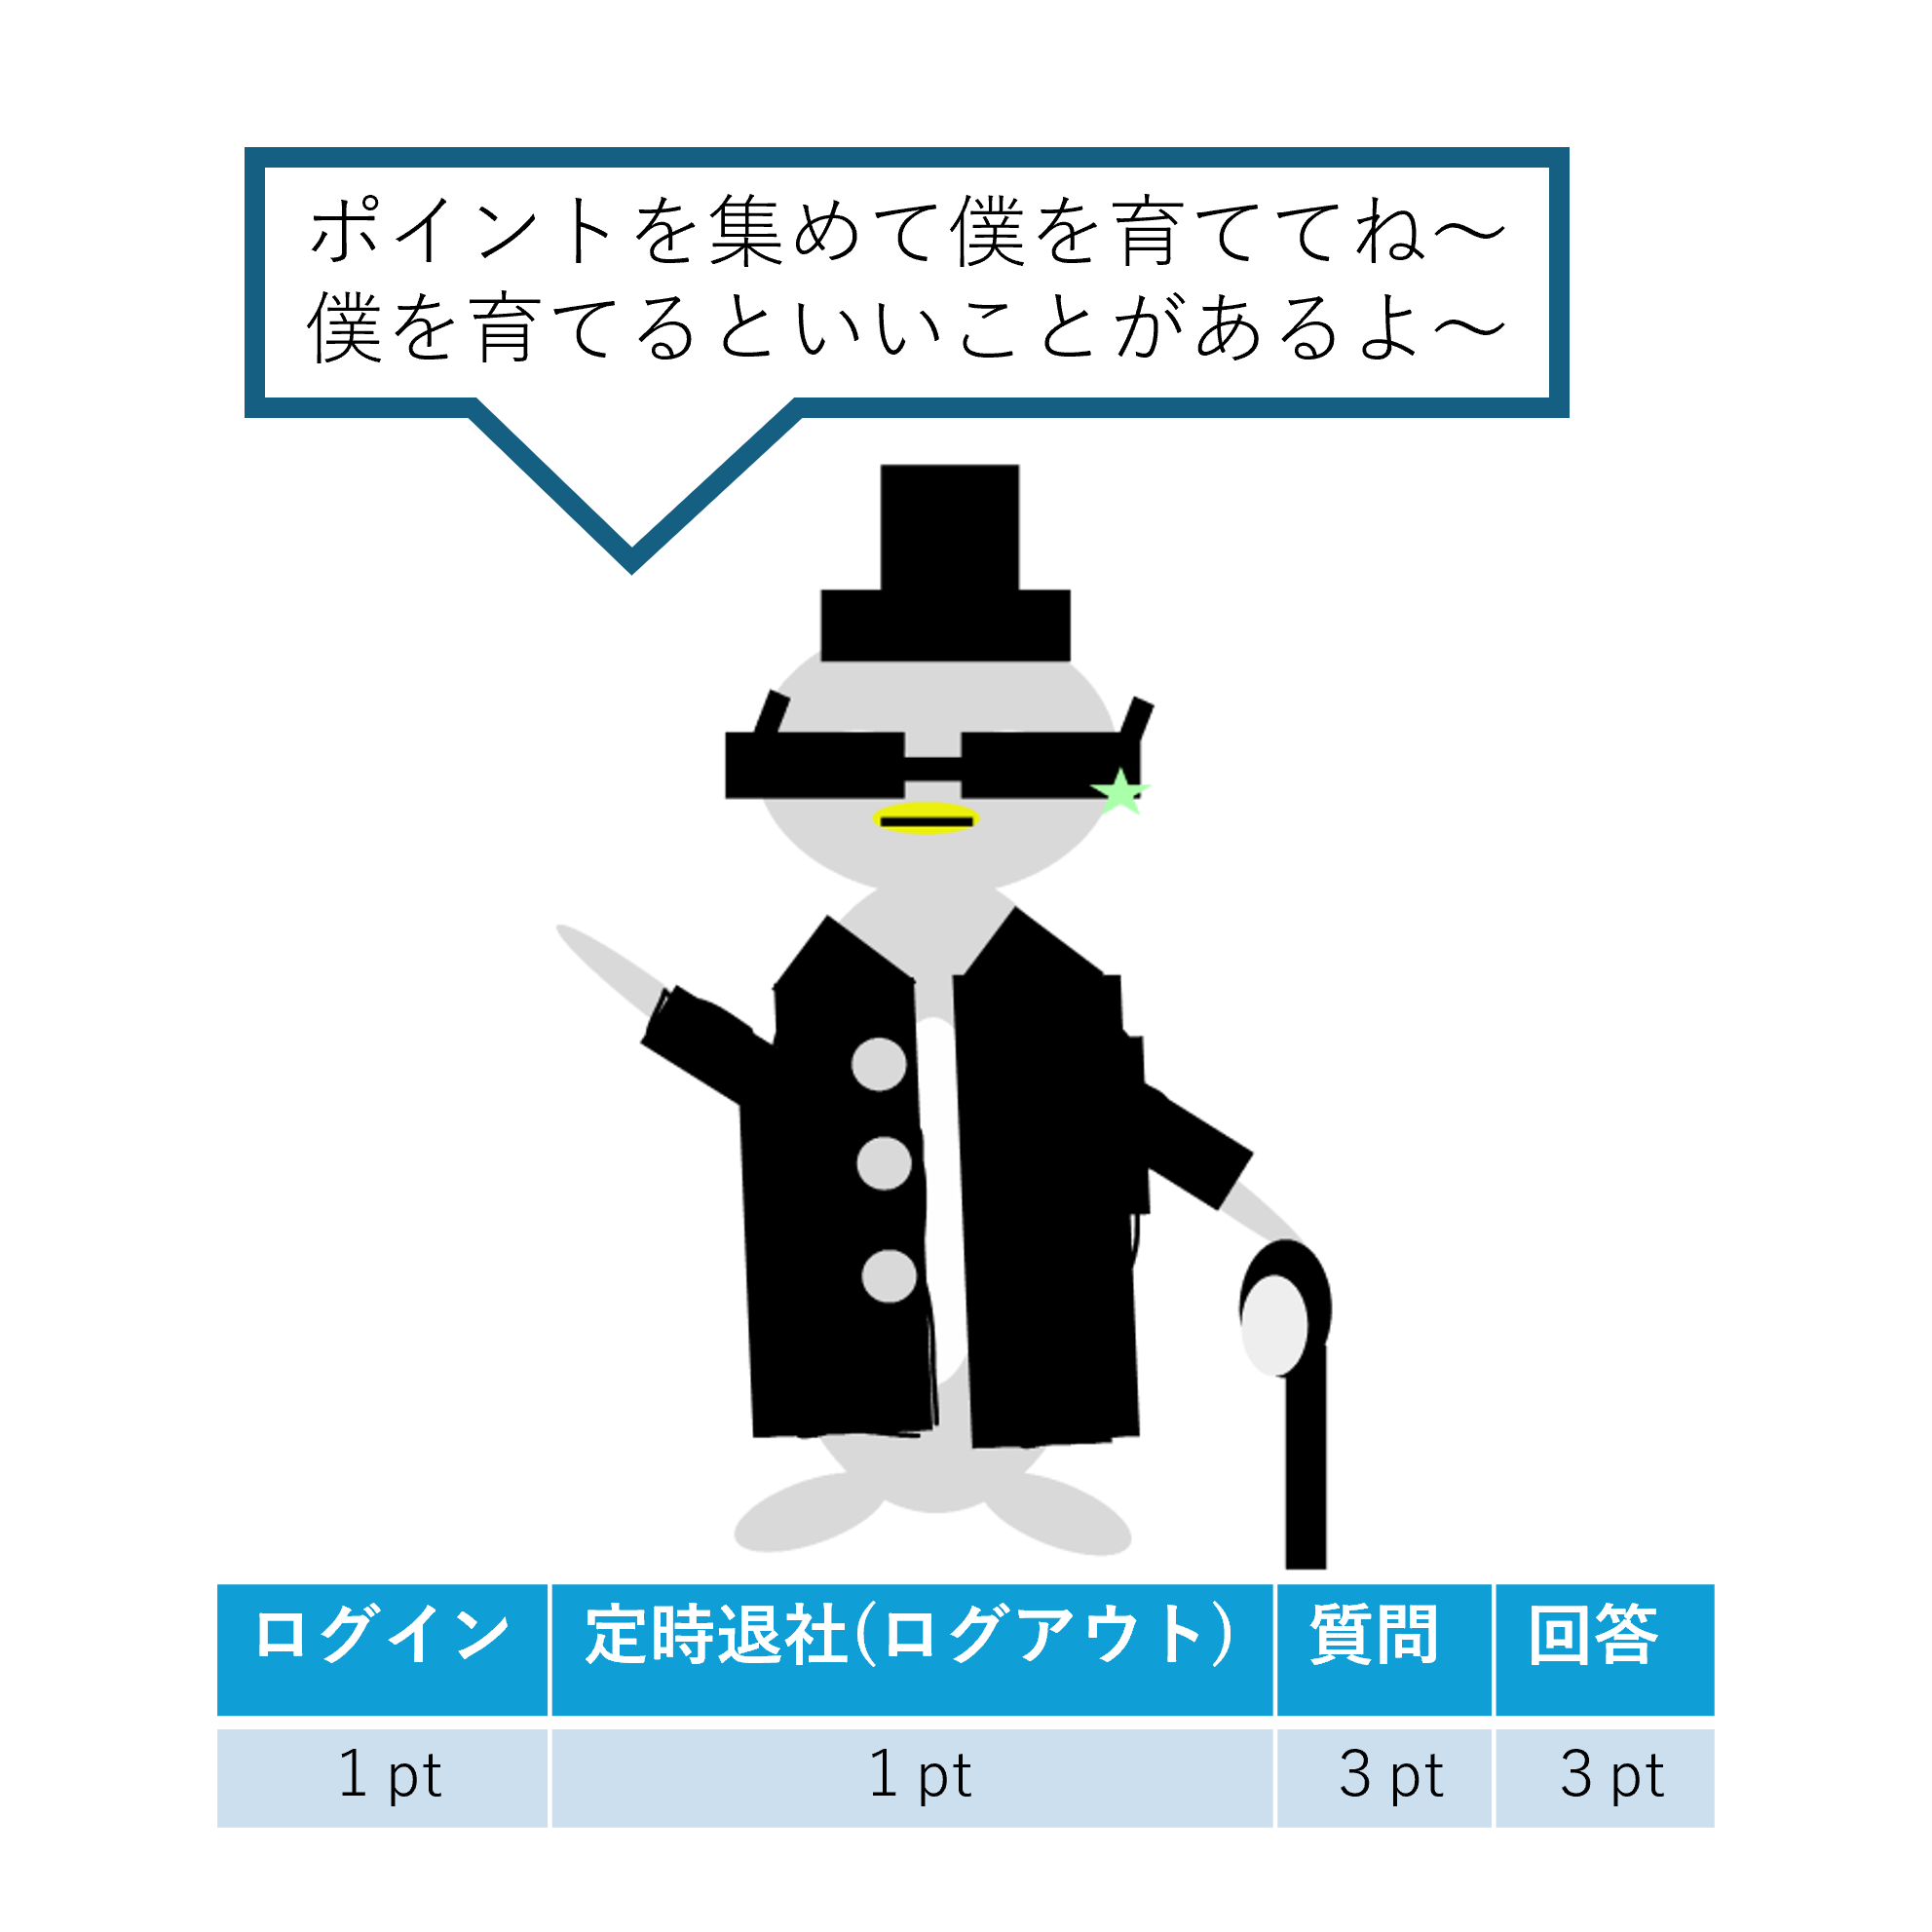 ポイントを集めて僕を育ててね～
僕を育てるといいことがあるよ～
ログイン 定時退社(ログアウト) 質問 回答
1 pt 1 pt 3 pt 3 pt